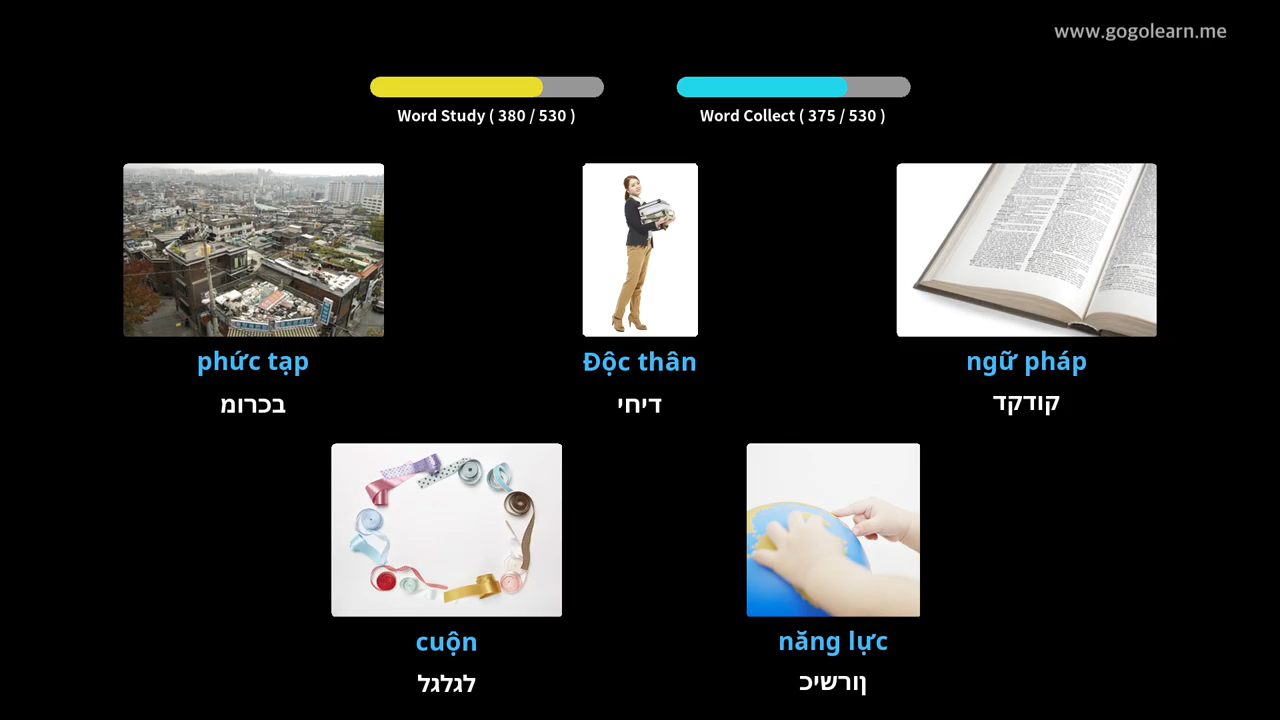 www.gogolearn.me
Word Study ( 380 / 530 )
Word Collect ( 375 / 530 )
phức tạp
בכרומ
Độc thân
דיחי
ngữ pháp
קודקד
cuộn
לגלגל
năng lực
ןורשיכ